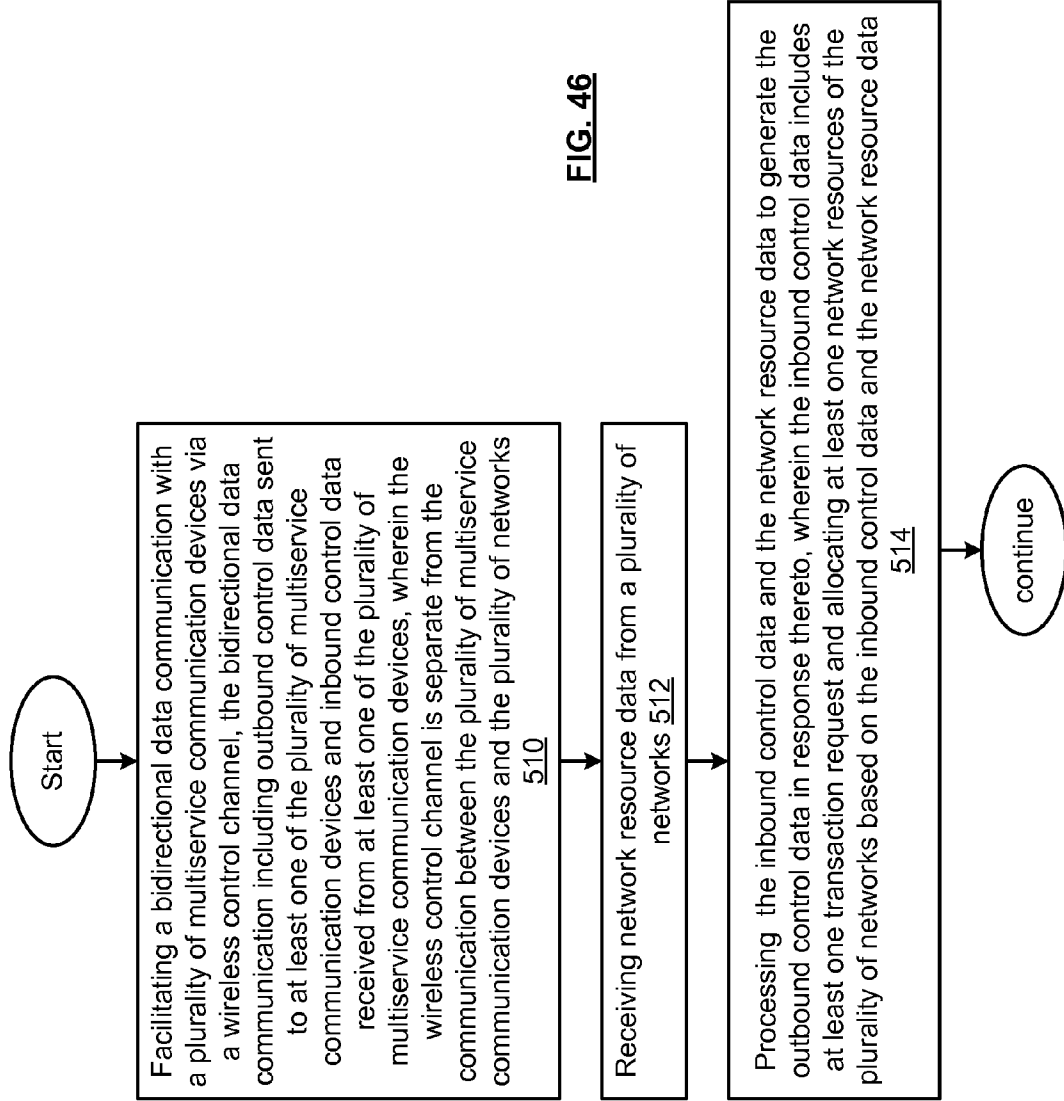 Start
Facilitating a bidirectional data communication with
a plurality of multiservice communication devices via
a wireless control channel, the bidirectional data
communication including outbound control data sent
to at least one of the plurality of multiservice
communication devices and inbound control data
received from at least one of the plurality of
multiservice communication devices, wherein the
wireless control channel is separate from the
communication between the plurality of multiservice
communication devices and the plurality of networks
510
Receiving network resource data from a plurality of
networks 512
Processing the inbound control data and the network resource data to generate the
outbound control data in response thereto, wherein the inbound control data includes
at least one transaction request and allocating at least one network resources of the
plurality of networks based on the inbound control data and the network resource data
514
continue
FIG. 46